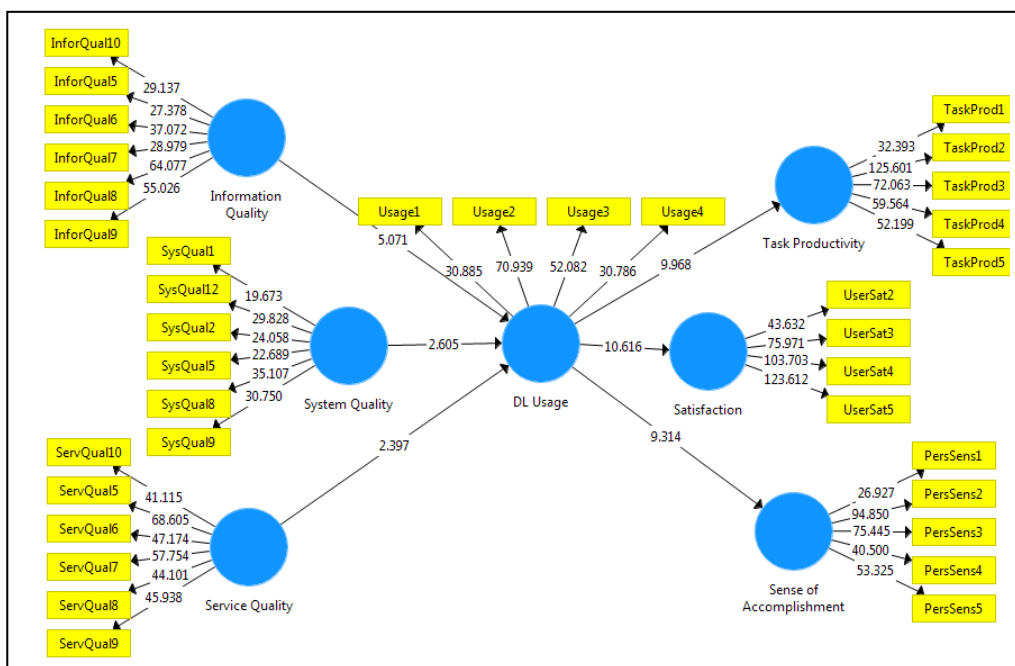 InforQual10
InforQual5
InforQual6
InforQual7
InforQual8
InforQual9
29.137
27.378
37.072
28.979
64.077
55.026
Information
Quality
5.071
SysQual1
SysQual12
SysQual2
SysQual5
SysQual8
SysQual9
19.673
29.828
24.058
22.689
35.107
30.750
System Quality
2.605
ServQual10
ServQual5
ServQual6
ServQual7
ServQual8
ServQual9
41.115
68.605
47.174
57.754
44.101
45.938
Service Quality
2.397
Usage1
Usage2
Usage3
Usage4
30.885
70.939
52.082
30.786
DL Usage
9.968
10.616
9.314
Task Productivity
32.393
125.601
72.063
59.564
52.199
TaskProd1
TaskProd2
TaskProd3
TaskProd4
TaskProd5
Satisfaction
43.632
75.971
103.703
123.612
UserSat2
UserSat3
UserSat4
UserSat5
Sense of
Accomplishment
26.927
94.850
75.445
40.500
53.325
PersSens1
PersSens2
PersSens3
PersSens4
PersSens5